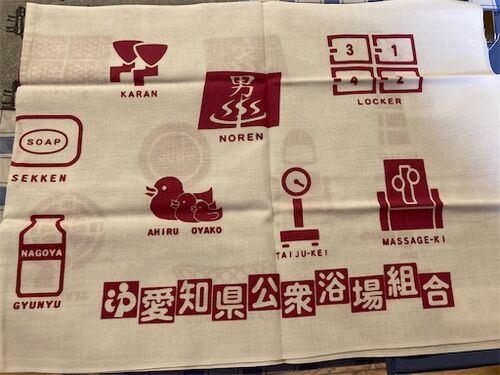 KARAN
3 1
4 2
LOCKER
男
NOREN
SOAP
SEKKEN
AHIRU OYAKO
TAIJU-KEI
MASSAGE-KI
NAGOYA
GYUNYU
ゆ愛知県公衆浴場組合